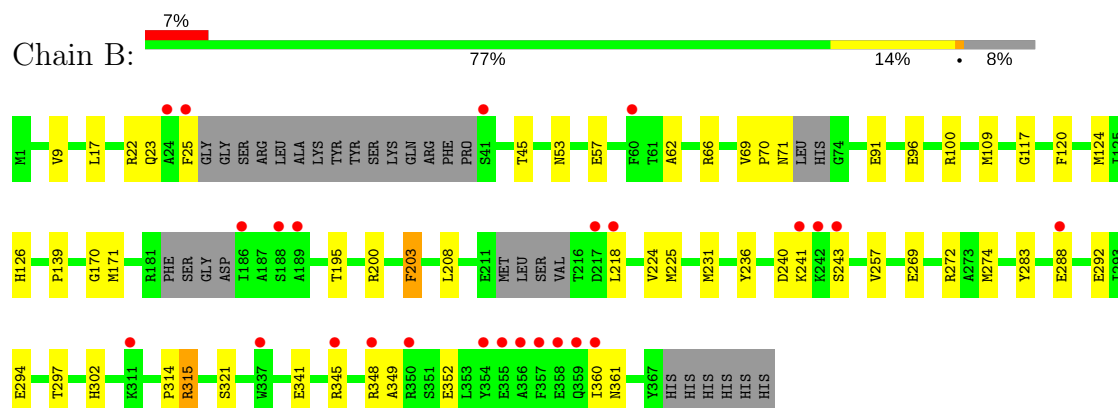 7%
Chain B:
77% 14% • 8%
M1 V9 L17 R22 Q23 A24 F25 GLY GLY SER ARG LEU ALA LYS TYR TYR SER LYS GLN ARG PHE PRO S41 T45 N53 E57 F60 T61 A62 R66 V69 P70 N71 LEU HIS G74 E91 E96 R100 M109 G117 F120 M124 I125
H126 P139 G170 M171 R181 PHE SER GLY ASP I186 A187 S188 A189 T195 R200 F203 L208 E211 MET LEU SER VAL T216 D217 L218 V224 M225 M231 Y236 D240 K241 K242 S243 V257 E269 R272 A273 M274 Y283 E288 E292 I293
E294 T297 H302 K311 P314 R315 S321 W337 E341 R345 R348 A349 R350 S351 E352 L353 Y354 E355 A356 F357 E358 Q359 I360 N361 Y367 HIS HIS HIS HIS HIS HIS